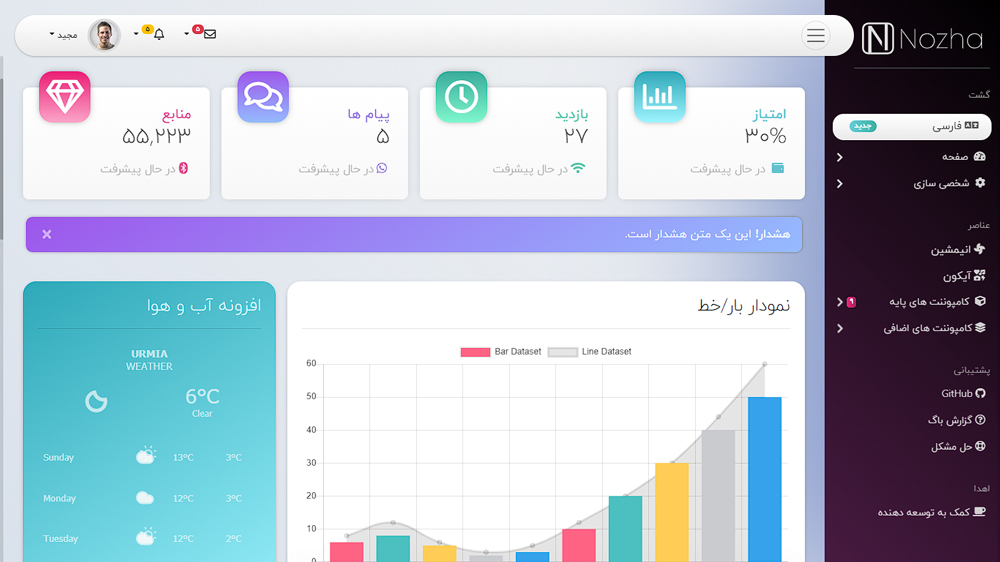 Nozha
گشت
فارسی
جدید
صفحه
شخصی سازی
عناصر
انیمشین
آیکون
کامپوننت های پایه
۹
کامپوننت های اضافی
پشتیبانی
GitHub
گزارش باگ
حل مشکل
اهدا
کمک به توسعه دهنده
۵
۵
مجید
امتیاز
۳۰%
در حال پیشرفت
بازدید
۲۷
در حال پیشرفت
پیام ها
۵
در حال پیشرفت
منابع
۵۵,۲۲۳
در حال پیشرفت
هشدار! این یک متن هشدار است.
×
نمودار بار/خط
Bar Dataset
Line Dataset
60
50
40
30
20
10
0
افزونه آب و هوا
URMIA
WEATHER
6°C
Clear
Sunday 13°C 3°C
Monday 12°C 3°C
Tuesday 12°C 2°C